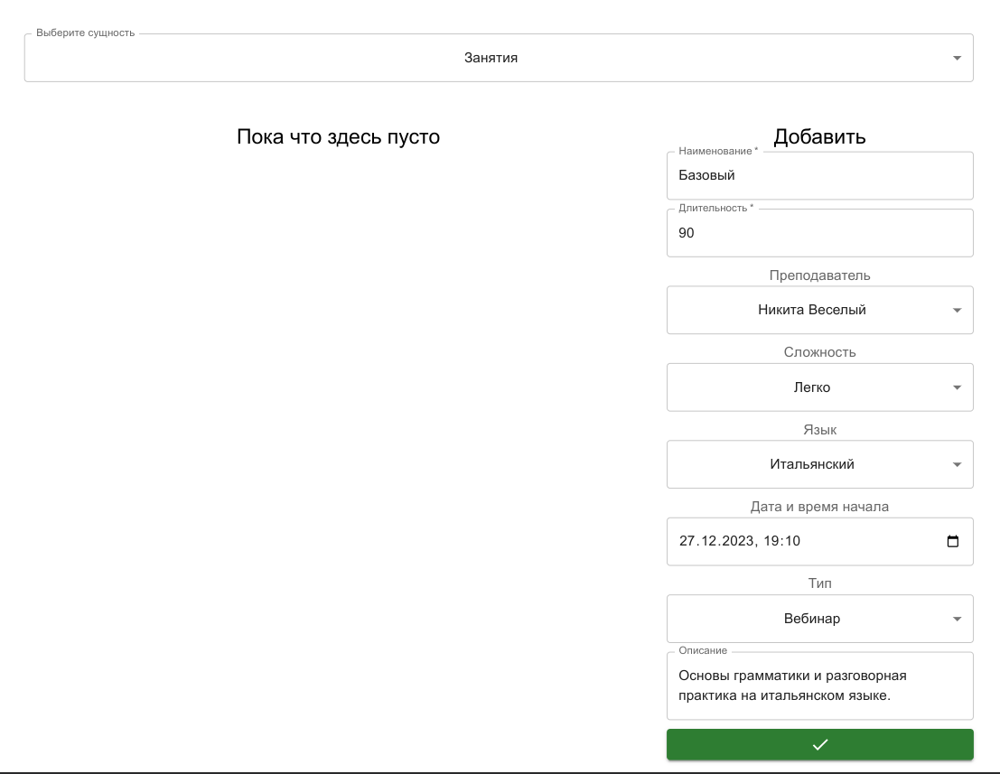 Выберите сущность
Занятия
Пока что здесь пусто
Добавить
Наименование *
Базовый
Длительность *
90
Преподаватель
Никита Веселый
Сложность
Легко
Язык
Итальянский
Дата и время начала
27.12.2023, 19:10
Тип
Вебинар
Описание
Основы грамматики и разговорная
практика на итальянском языке.